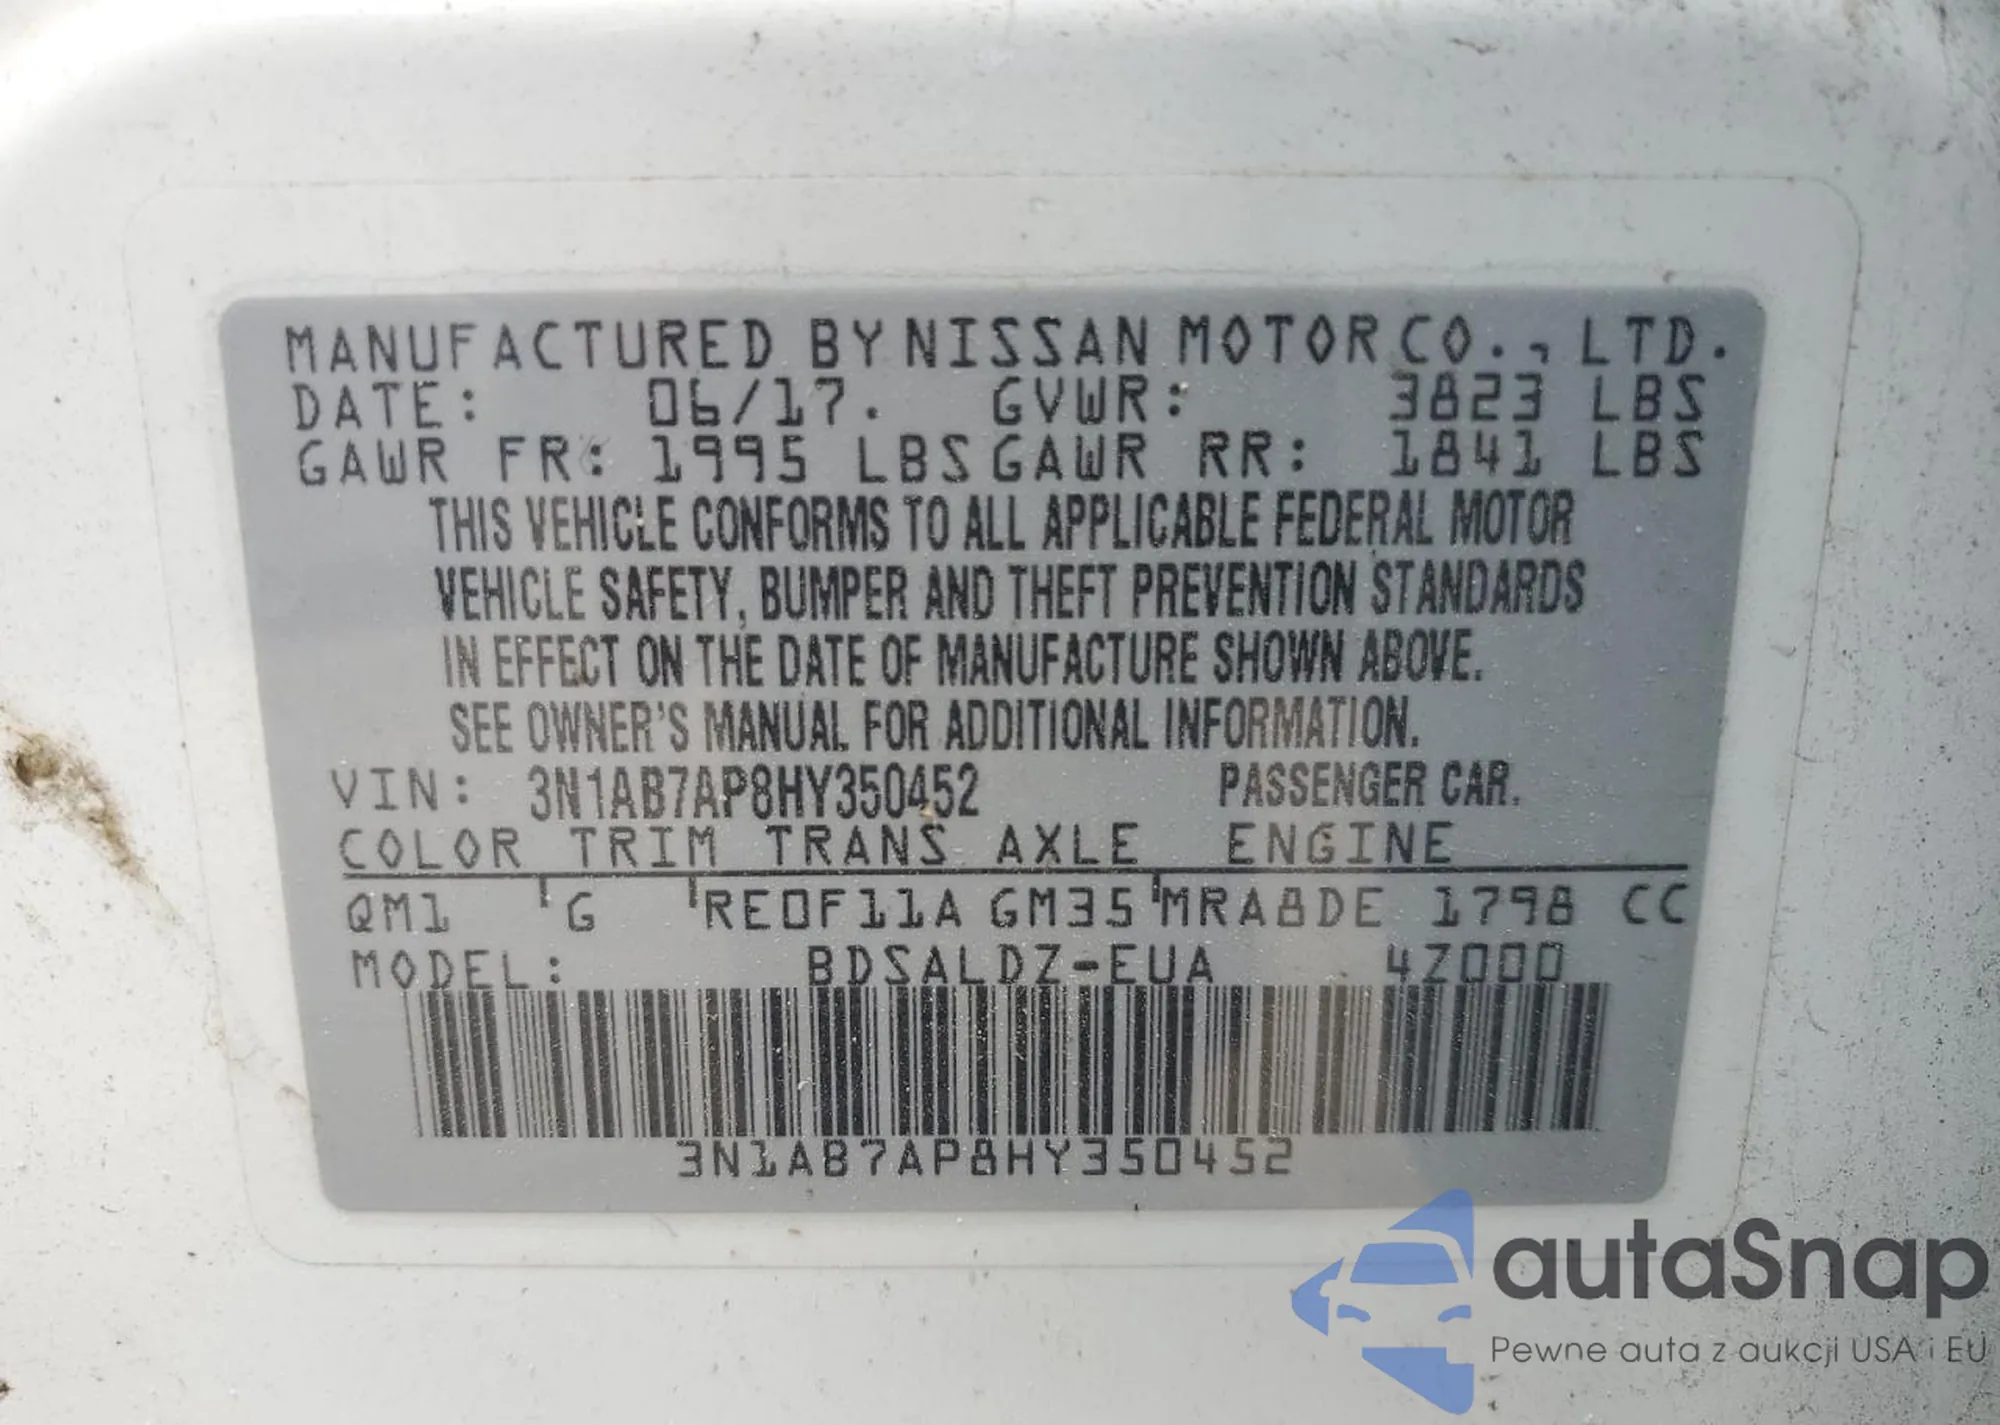 MANUFACTURED BY NISSAN MOTOR CO., LTD.
DATE: 06/17. GVWR: 3823 LBS
GAWR FR: 1995 LBS GAWR RR: 1841 LBS
THIS VEHICLE CONFORMS TO ALL APPLICABLE FEDERAL MOTOR
VEHICLE SAFETY, BUMPER AND THEFT PREVENTION STANDARDS
IN EFFECT ON THE DATE OF MANUFACTURE SHOWN ABOVE.
SEE OWNER'S MANUAL FOR ADDITIONAL INFORMATION.
VIN: 3N1AB7AP8HY350452 PASSENGER CAR.
COLOR TRIM TRANS AXLE ENGINE
QM1 G RE0F11A GM35 MRA8DE 1798 CC
MODEL: BDSALDZ-EUA 4Z000
3N1AB7AP8HY350452
autaSnap
Pewne auta z aukcji USA i EU